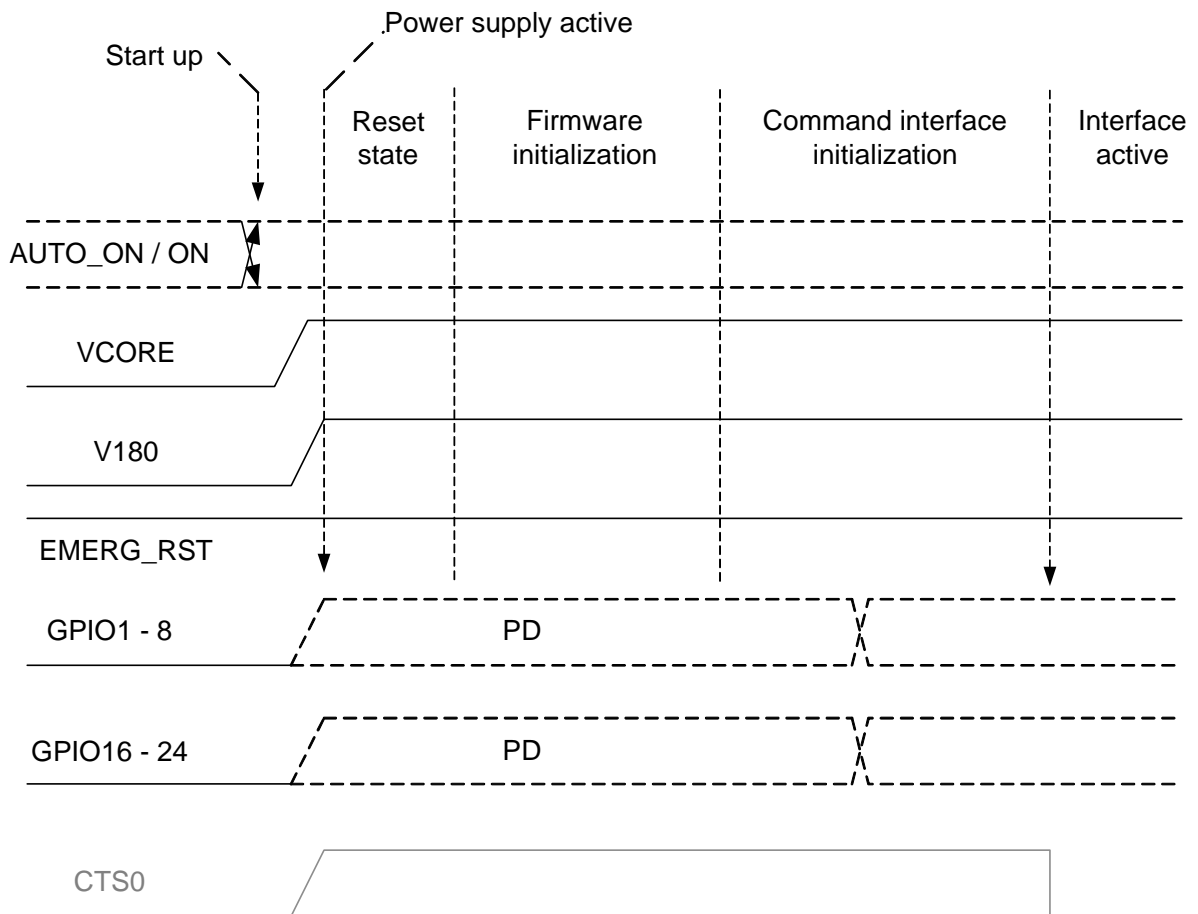 Power supply active
Start up
Reset
state
Firmware
initialization
Command interface
initialization
Interface
active
AUTO_ON / ON
VCORE
V180
EMERG_RST
GPIO1 - 8
PD
GPIO16 - 24
PD
CTS0